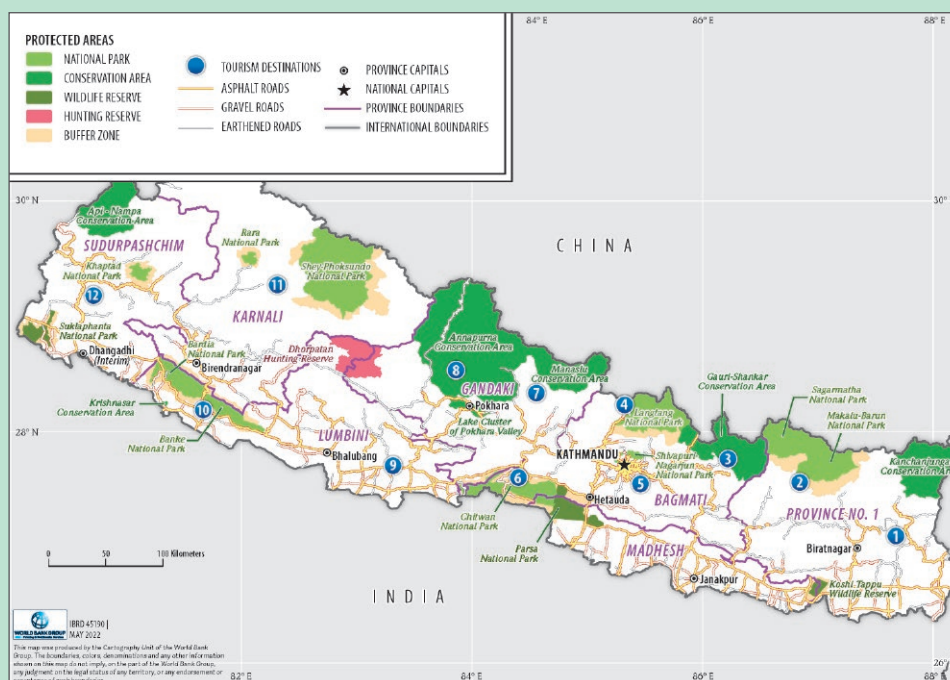 84° E
86° E
88° E
PROTECTED AREAS
NATIONAL PARK
CONSERVATION AREA
WILDLIFE RESERVE
HUNTING RESERVE
BUFFER ZONE
TOURISM DESTINATIONS
ASPHALT ROADS
GRAVEL ROADS
EARTHENED ROADS
PROVINCE CAPITALS
NATIONAL CAPITALS
PROVINCE BOUNDARIES
INTERNATIONAL BOUNDARIES
30° N
30°
Api - Nampa
Conservation Area
SUDURPASHCHIM
Khaptad
National Park
12
Rara
National Park
11
Shey-Phoksundo
National Park
KARNALI
CHINA
Suklaphanta
National Park
Dhangadhi
(Interim)
Bardia
National Park
Birendranagar
Dhorpatan
Hunting Reserve
Annapurna
Conservation Area
8
GANDAKI
Manaslu
Conservation Area
7
Gauri-Shankar
Conservation Area
Sagarmatha
National Park
Makalu-Barun
National Park
Krishnasar
Conservation Area
10
Banke
National Park
Pokhara
Lake Cluster
of Pokhara Valley
4
Langtang
National Park
28° N
LUMBINI
Bhalubang
9
KATHMANDU
Shivapuri
Nagarjun
National Park
3
2
Kanchanjanga
Conservation Area
6
5
Hetauda
BAGMATI
Chitwan
National Park
PROVINCE NO. 1
1
Parsa
National Park
MADHESH
Biratnagar
Janakpur
Koshi-Tappu
Wildlife Reserve
0 50 100 Kilometers
INDIA
WORLD BANK GROUP
IBRD 45190 |
MAY 2022
This map was produced by the Cartography Unit of the World Bank
Group. The boundaries, colors, denominations and any other information
shown on this map do not imply, on the part of the World Bank Group,
any judgment on the legal status of any territory, or any endorsement or
26°
82° E
84° E
86° E
88° E